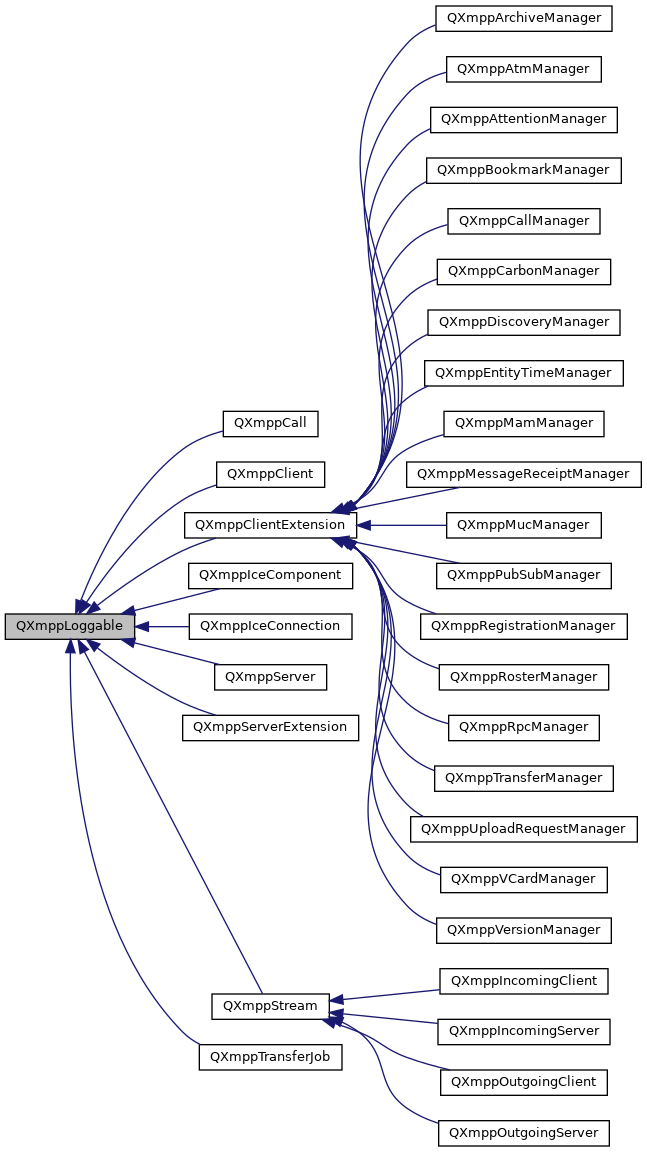 QXmppArchiveManager
QXmppAtmManager
QXmppAttentionManager
QXmppBookmarkManager
QXmppCallManager
QXmppCarbonManager
QXmppDiscoveryManager
QXmppEntityTimeManager
QXmppCall
QXmppMamManager
QXmppClient
QXmppMessageReceiptManager
QXmppClientExtension
QXmppMucManager
QXmppIceComponent
QXmppPubSubManager
QXmppLoggable
QXmppIceConnection
QXmppRegistrationManager
QXmppServer
QXmppRosterManager
QXmppServerExtension
QXmppRpcManager
QXmppTransferManager
QXmppUploadRequestManager
QXmppVCardManager
QXmppVersionManager
QXmppIncomingClient
QXmppStream
QXmppIncomingServer
QXmppTransferJob
QXmppOutgoingClient
QXmppOutgoingServer